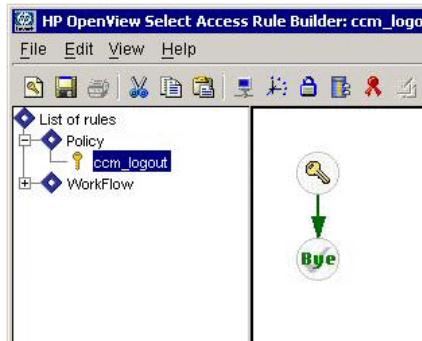 HP OpenView Select Access Rule Builder: ccm_logo
File Edit View Help
List of rules
Policy
ccm_logout
WorkFlow
Bye